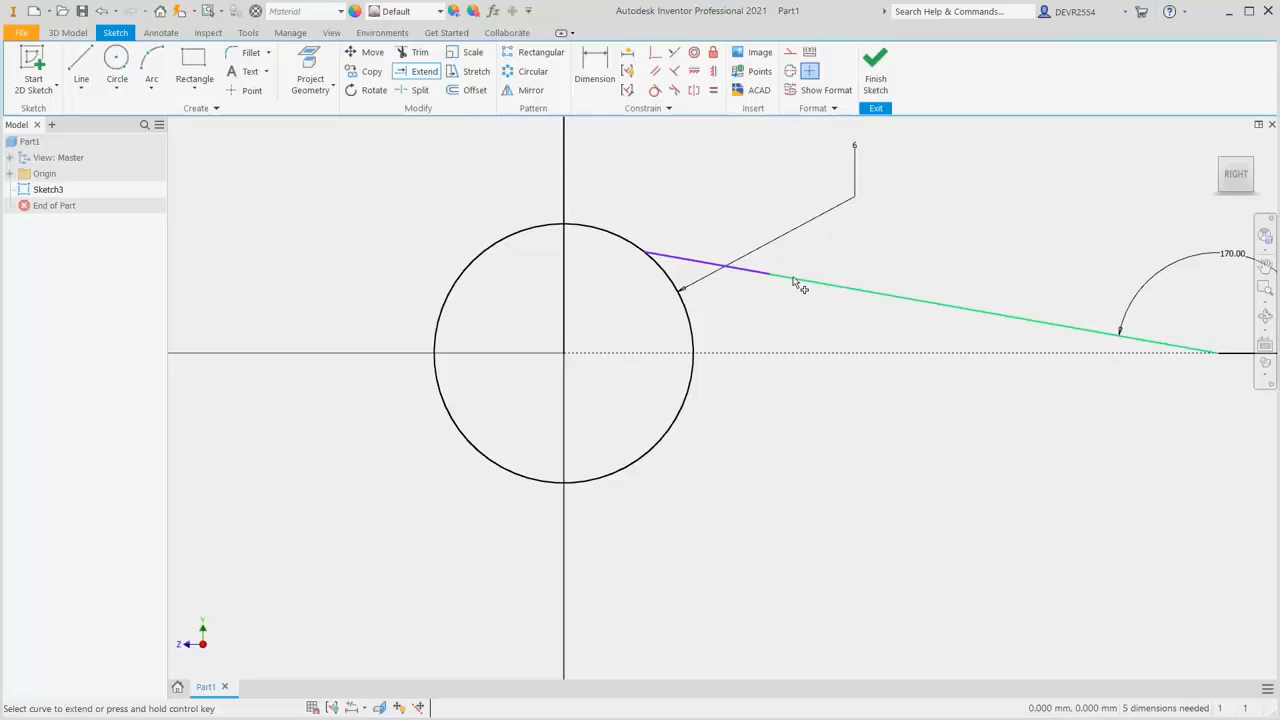 Material
Default
Autodesk Inventor Professional 2021 Part1
Search Help & Commands...
DEVR2554
File 3D Model Sketch Annotate Inspect Tools Manage View Environments Get Started Collaborate
Start 2D Sketch
Line
Circle
Arc
Rectangle
Fillet
Text
Point
Project Geometry
Move
Copy
Rotate
Trim
Extend
Split
Scale
Stretch
Offset
Rectangular
Circular
Mirror
Dimension
Image
Points
ACAD
Show Format
Finish Sketch
Sketch Create Modify Pattern Constrain Insert Format Exit
Model
Part1
View: Master
Origin
Sketch3
End of Part
6
RIGHT
170.00
Y
Z
Part1
Select curve to extend or press and hold control key
0.000 mm, 0.000 mm 5 dimensions needed 1 1